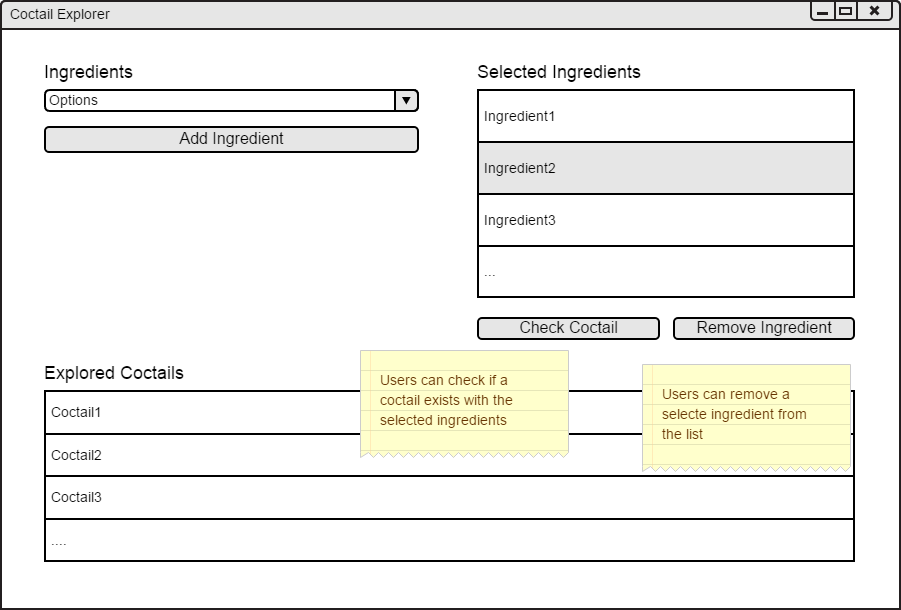 Coctail Explorer
Ingredients
Options
Add Ingredient
Selected Ingredients
Ingredient1
Ingredient2
Ingredient3
...
Check Coctail
Remove Ingredient
Explored Coctails
Coctail1
Coctail2
Coctail3
....
Users can check if a
coctail exists with the
selected ingredients
Users can remove a
selecte ingredient from
the list